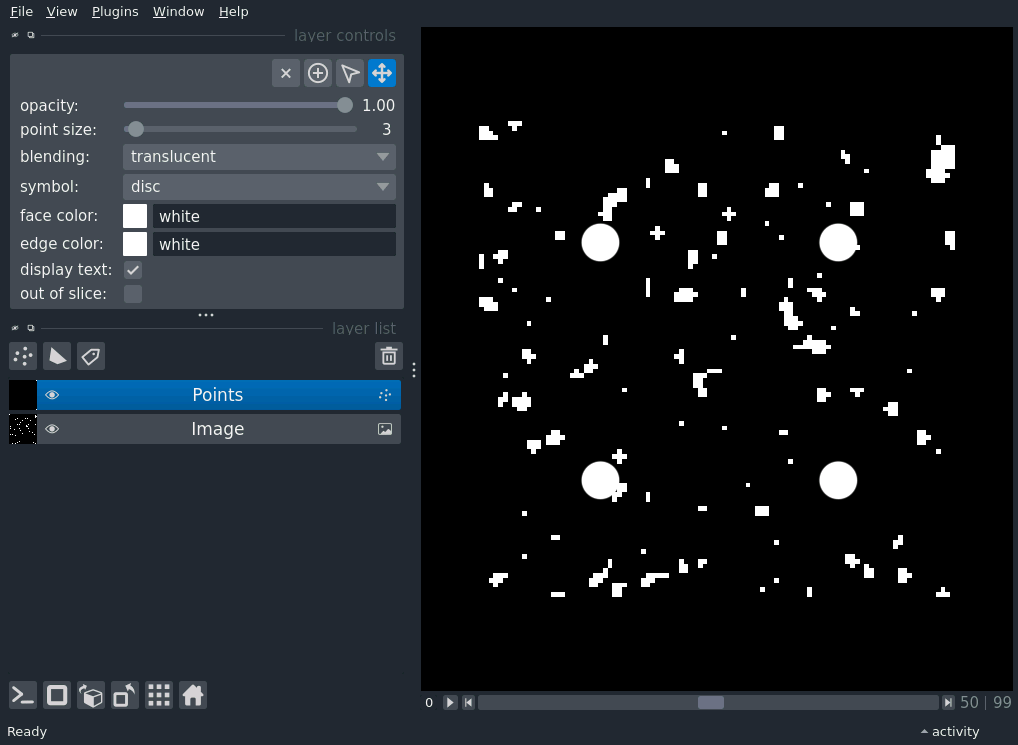 File View Plugins Window Help
layer controls
opacity: 1.00
point size: 3
blending: translucent
symbol: disc
face color: white
edge color: white
display text:
out of slice:
layer list
Points
Image
0 50 | 99
Ready activity